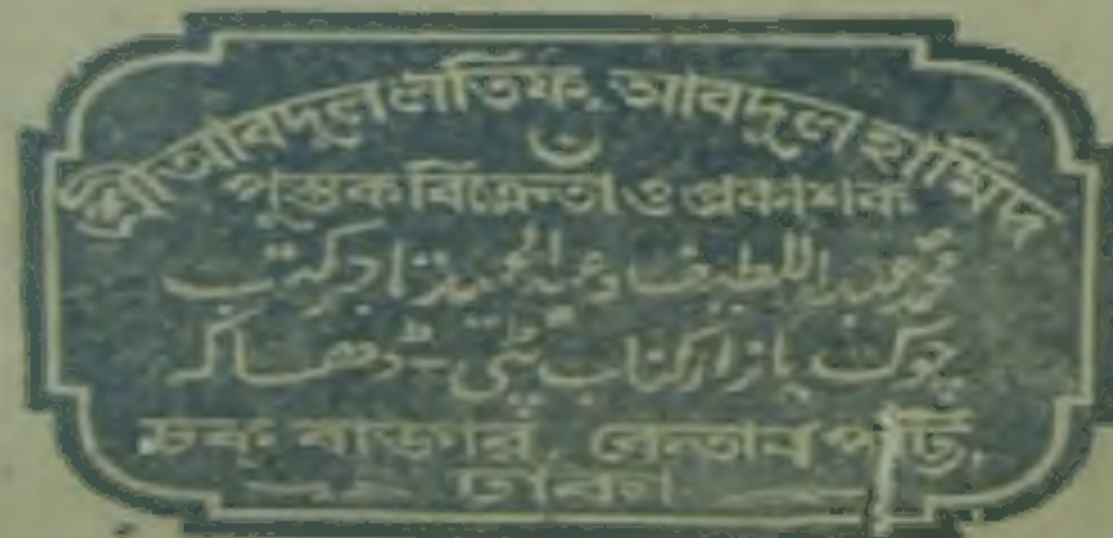 শ্রীআবদুল লতিফ, আবদুল হামিদ
পুস্তক বিক্রেতা ও প্রকাশক
محمد عبد اللطیف و عبد الحمید تاجر کتب
چوک بازار کتاب پٹی - ڈھاکہ
চক বাজার, কেতাব পট্টি,
ঢাকা